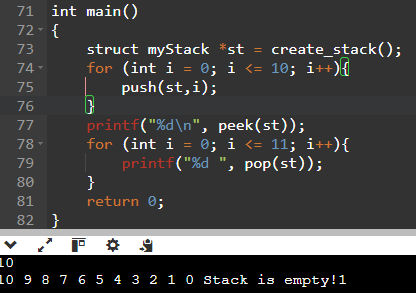 71 int main()
72 {
73 struct myStack *st = create_stack();
74 for (int i = 0; i <= 10; i++){
75 push(st,i);
76 }
77 printf("%d\n", peek(st));
78 for (int i = 0; i <= 11; i++){
79 printf("%d ", pop(st));
80 }
81 return 0;
82 }
10
10 9 8 7 6 5 4 3 2 1 0 Stack is empty!1